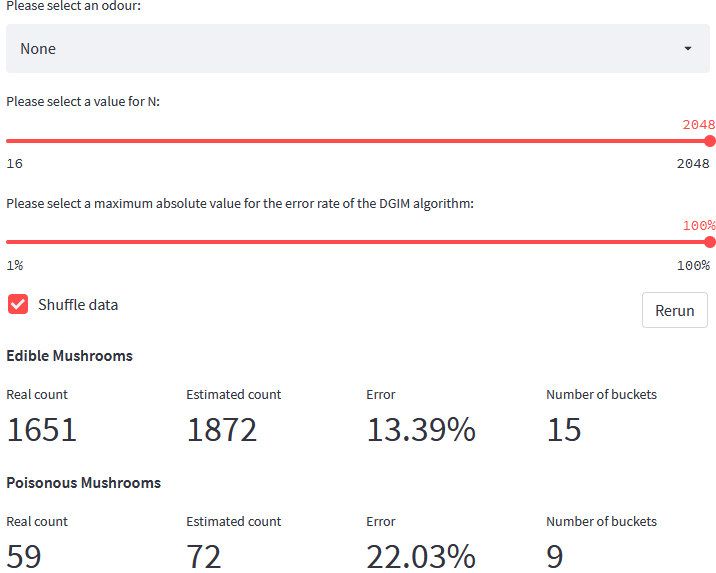 Please select an odour:
None
Please select a value for N:
2048
16 2048
Please select a maximum absolute value for the error rate of the DGIM algorithm:
100%
1% 100%
Shuffle data Rerun
Edible Mushrooms
Real count Estimated count Error Number of buckets
1651 1872 13.39% 15
Poisonous Mushrooms
Real count Estimated count Error Number of buckets
59 72 22.03% 9